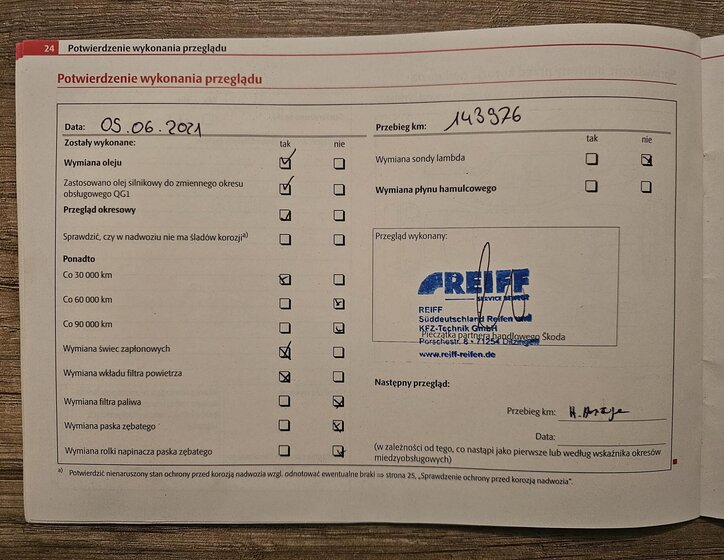 24 Potwierdzenie wykonania przeglądu
Potwierdzenie wykonania przeglądu
Data: 05.06.2021
Przebieg km: 143976
Zostały wykonane: tak nie
Wymiana oleju
Zastosowano olej silnikowy do zmiennego okresu
obsługowego QG1
Przegląd okresowy
Sprawdzić, czy w nadwoziu nie ma śladów korozji a)
Ponadto
Co 30 000 km
Co 60 000 km
Co 90 000 km
Wymiana świec zapłonowych
Wymiana wkładu filtra powietrza
Wymiana filtra paliwa
Wymiana paska zębatego
Wymiana rolki napinacza paska zębatego
tak nie
Wymiana sondy lambda
Wymiana płynu hamulcowego
Przegląd wykonany:
REIFF
SERVICE BEWEGT
REIFF
Süddeutschland Reifen und
KFZ-Technik GmbH
Pieczątka partnera handlowego Škoda
Porschestr. 8 - 71254 Ditzingen
www.reiff-reifen.de
Następny przegląd:
Przebieg km:
Data:
(w zależności od tego, co nastąpi jako pierwsze lub według wskaźnika okresów
międzyobsługowych)
a) Potwierdzić nienaruszony stan ochrony przed korozją nadwozia wzgl. odnotować ewentualne braki ⇒ strona 25, „Sprawdzenie ochrony przed korozją nadwozia”.